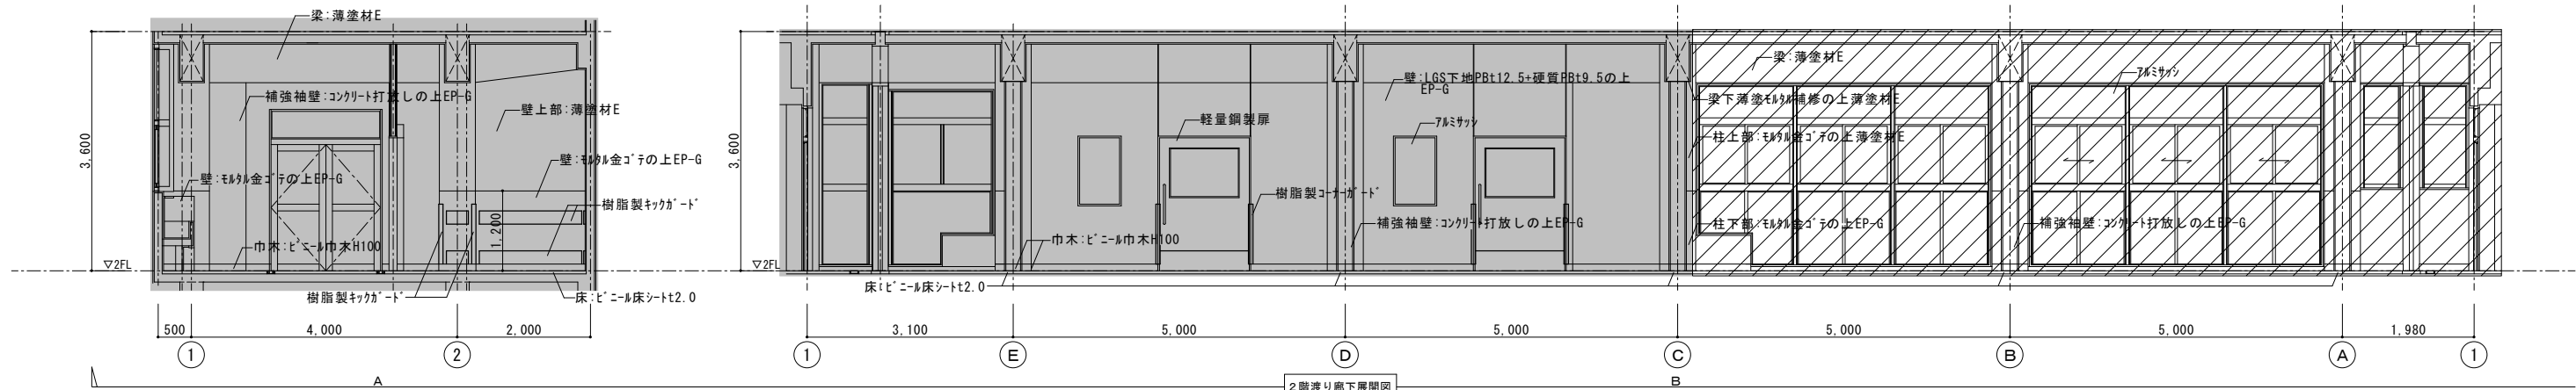 梁:薄塗材E
補強袖壁:コンクリート打放しの上EP-G
壁上部:薄塗材E
3,600
壁:モルタル金ゴテの上EP-G
壁:モルタル金ゴテの上EP-G
樹脂製キックガード
1,200
巾木:ビニール巾木H100
▽2FL
樹脂製キックガード
床:ビニール床シートt2.0
500
4,000
2,000
1
2
A
梁:薄塗材E
壁:LGS下地PBt12.5+硬質PBt9.5の上
EP-G
アルミサッシ
梁下薄塗モルタル補修の上薄塗材E
軽量鋼製扉
アルミサッシ
柱上部:モルタル金ゴテの上薄塗材E
3,600
樹脂製コーナーガード
補強袖壁:コンクリート打放しの上EP-G
柱下部:モルタル金ゴテの上EP-G
補強袖壁:コンクリート打放しの上EP-G
巾木:ビニール巾木H100
▽2FL
床:ビニール床シートt2.0
3,100
5,000
5,000
5,000
5,000
1,980
1
E
D
C
B
A
1
B
2階渡り廊下展開図